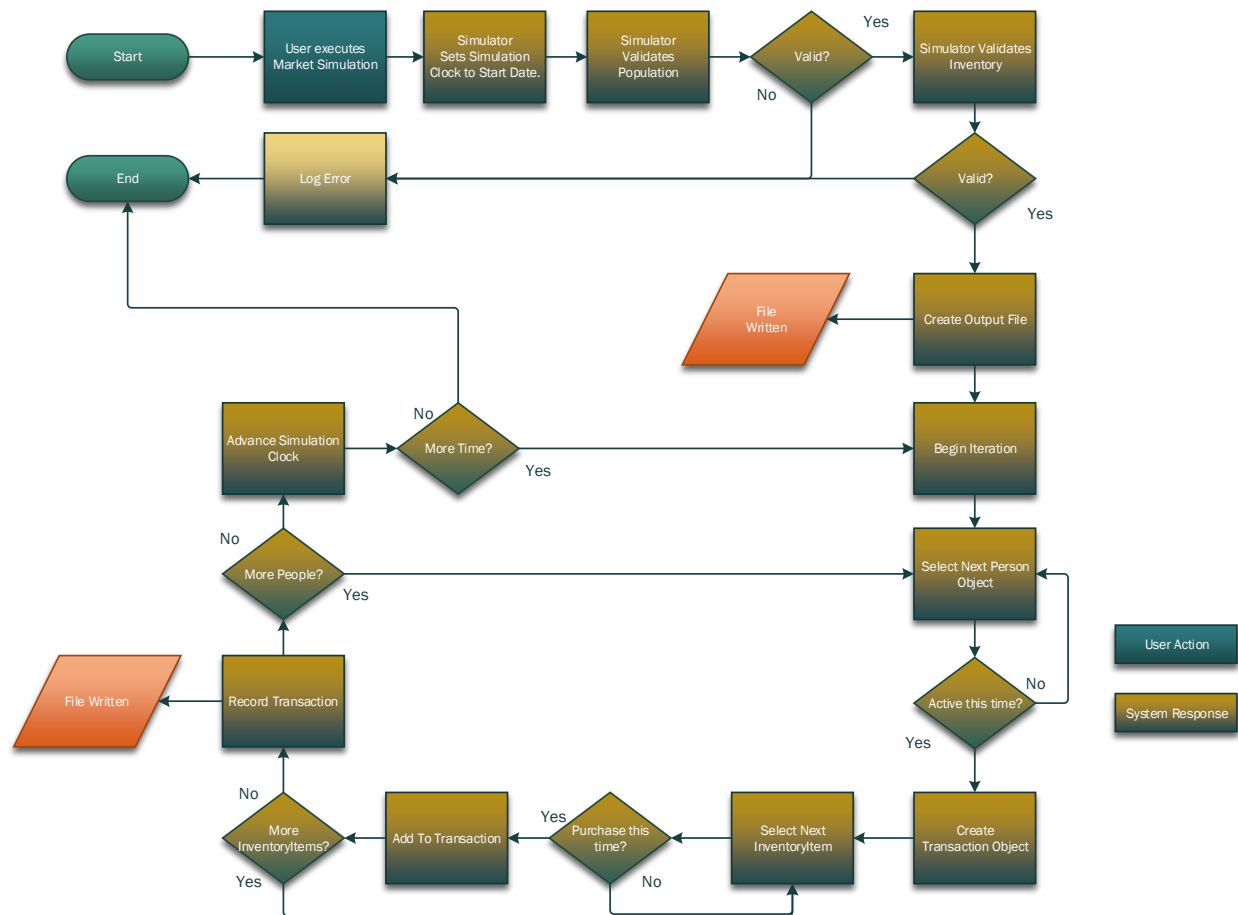 Start
User executes
Market Simulation
Simulator
Sets Simulation
Clock to Start Date.
Simulator
Validates
Population
Valid?
Yes
No
Simulator Validates
Inventory
End
Log Error
Valid?
Yes
File
Written
Create Output File
Advance Simulation
Clock
No
More Time?
Yes
Begin Iteration
No
More People?
Yes
Select Next Person
Object
User Action
File Written
Record Transaction
Active this time?
No
Yes
System Response
No
More
InventoryItems?
Yes
Add To Transaction
Yes
Purchase this
time?
No
Select Next
InventoryItem
Create
Transaction Object